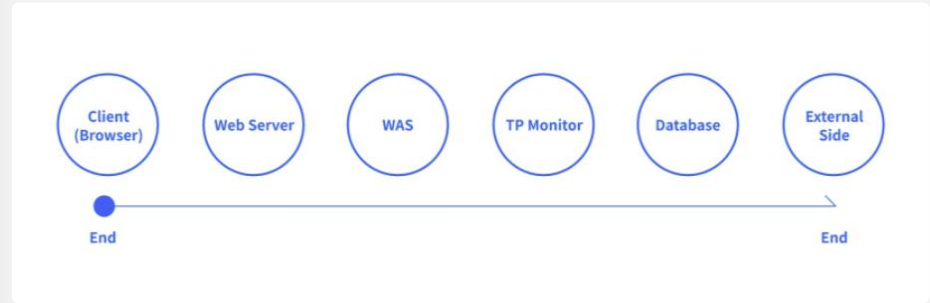 Client
(Browser)
Web Server
WAS
TP Monitor
Database
External
Side
End
End